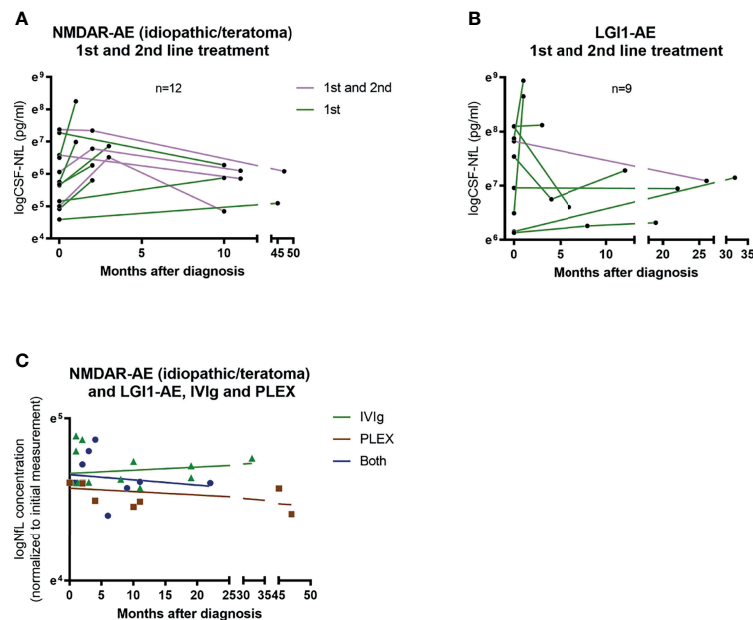 A
NMDAR-AE (idiopathic/teratoma)
1st and 2nd line treatment
n=12
1st and 2nd
1st
logCSF-NfL (pg/ml)
e⁹
e⁸
e⁷
e⁶
e⁵
e⁴
0 5 10 45 50
Months after diagnosis
B
LGI1-AE
1st and 2nd line treatment
n=9
logCSF-NfL (pg/ml)
e⁹
e⁸
e⁷
e⁶
0 5 10 20 25 30 35
Months after diagnosis
C
NMDAR-AE (idiopathic/teratoma)
and LGI1-AE, IVIg and PLEX
IVIg
PLEX
Both
logNfL concentration
(normalized to initial measurement)
e⁵
e⁴
0 5 10 15 20 25 30 35 45 50
Months after diagnosis